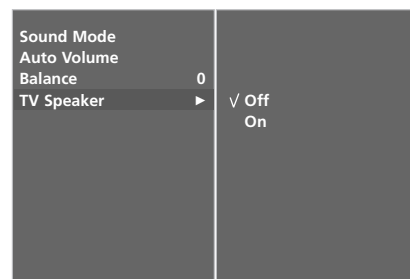 Sound Mode
Auto Volume
Balance 0
TV Speaker ►
√ Off
On